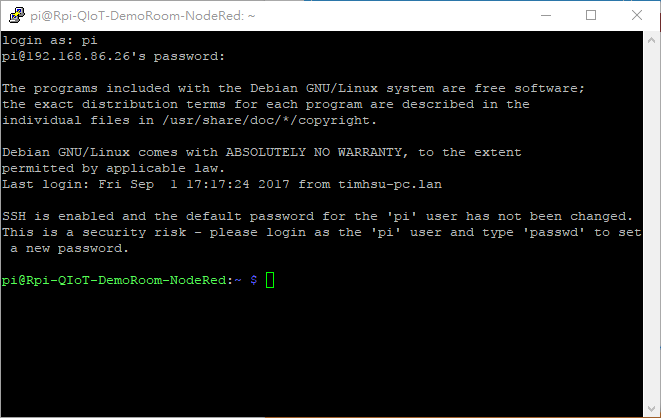 pi@Rpi-QIoT-DemoRoom-NodeRed: ~
login as: pi
pi@192.168.86.26's password:
The programs included with the Debian GNU/Linux system are free software;
the exact distribution terms for each program are described in the
individual files in /usr/share/doc/*/copyright.
Debian GNU/Linux comes with ABSOLUTELY NO WARRANTY, to the extent
permitted by applicable law.
Last login: Fri Sep  1 17:17:24 2017 from timhsu-pc.lan
SSH is enabled and the default password for the 'pi' user has not been changed.
This is a security risk - please login as the 'pi' user and type 'passwd' to set
 a new password.
pi@Rpi-QIoT-DemoRoom-NodeRed:~ $